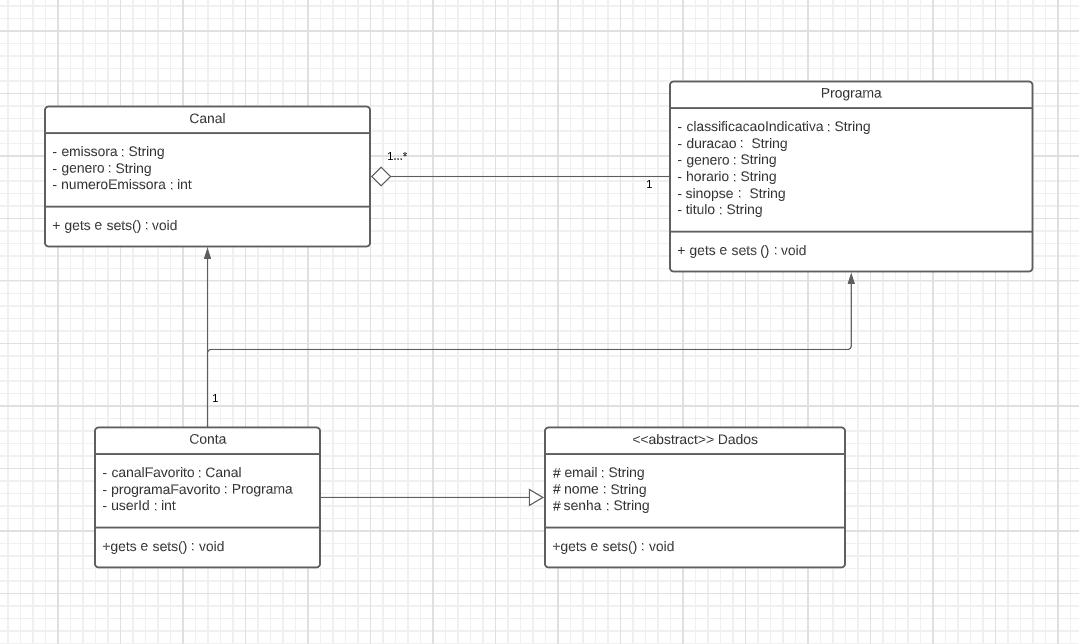 Canal
- emissora : String
- genero : String
- numeroEmissora : int
+ gets e sets() : void
1...*
1
Programa
- classificacaoIndicativa : String
- duracao : String
- genero : String
- horario : String
- sinopse : String
- titulo : String
+ gets e sets () : void
1
Conta
- canalFavorito : Canal
- programaFavorito : Programa
- userId : int
+gets e sets() : void
<<abstract>> Dados
# email : String
# nome : String
# senha : String
+gets e sets() : void